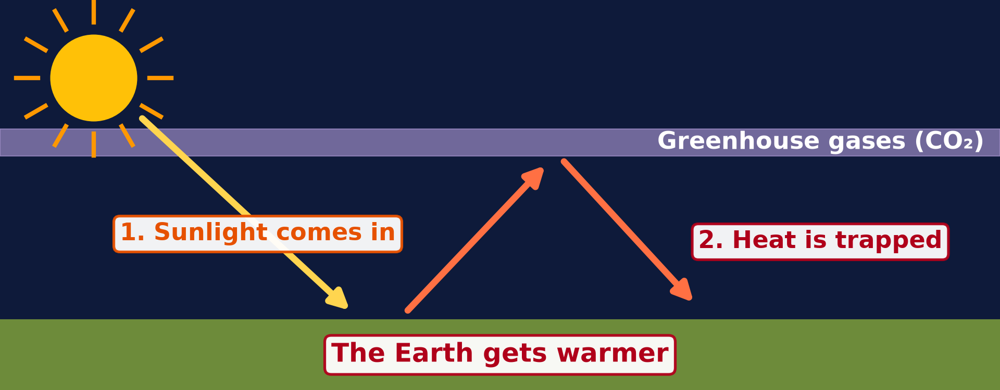 Greenhouse gases (CO₂)
1. Sunlight comes in
2. Heat is trapped
The Earth gets warmer